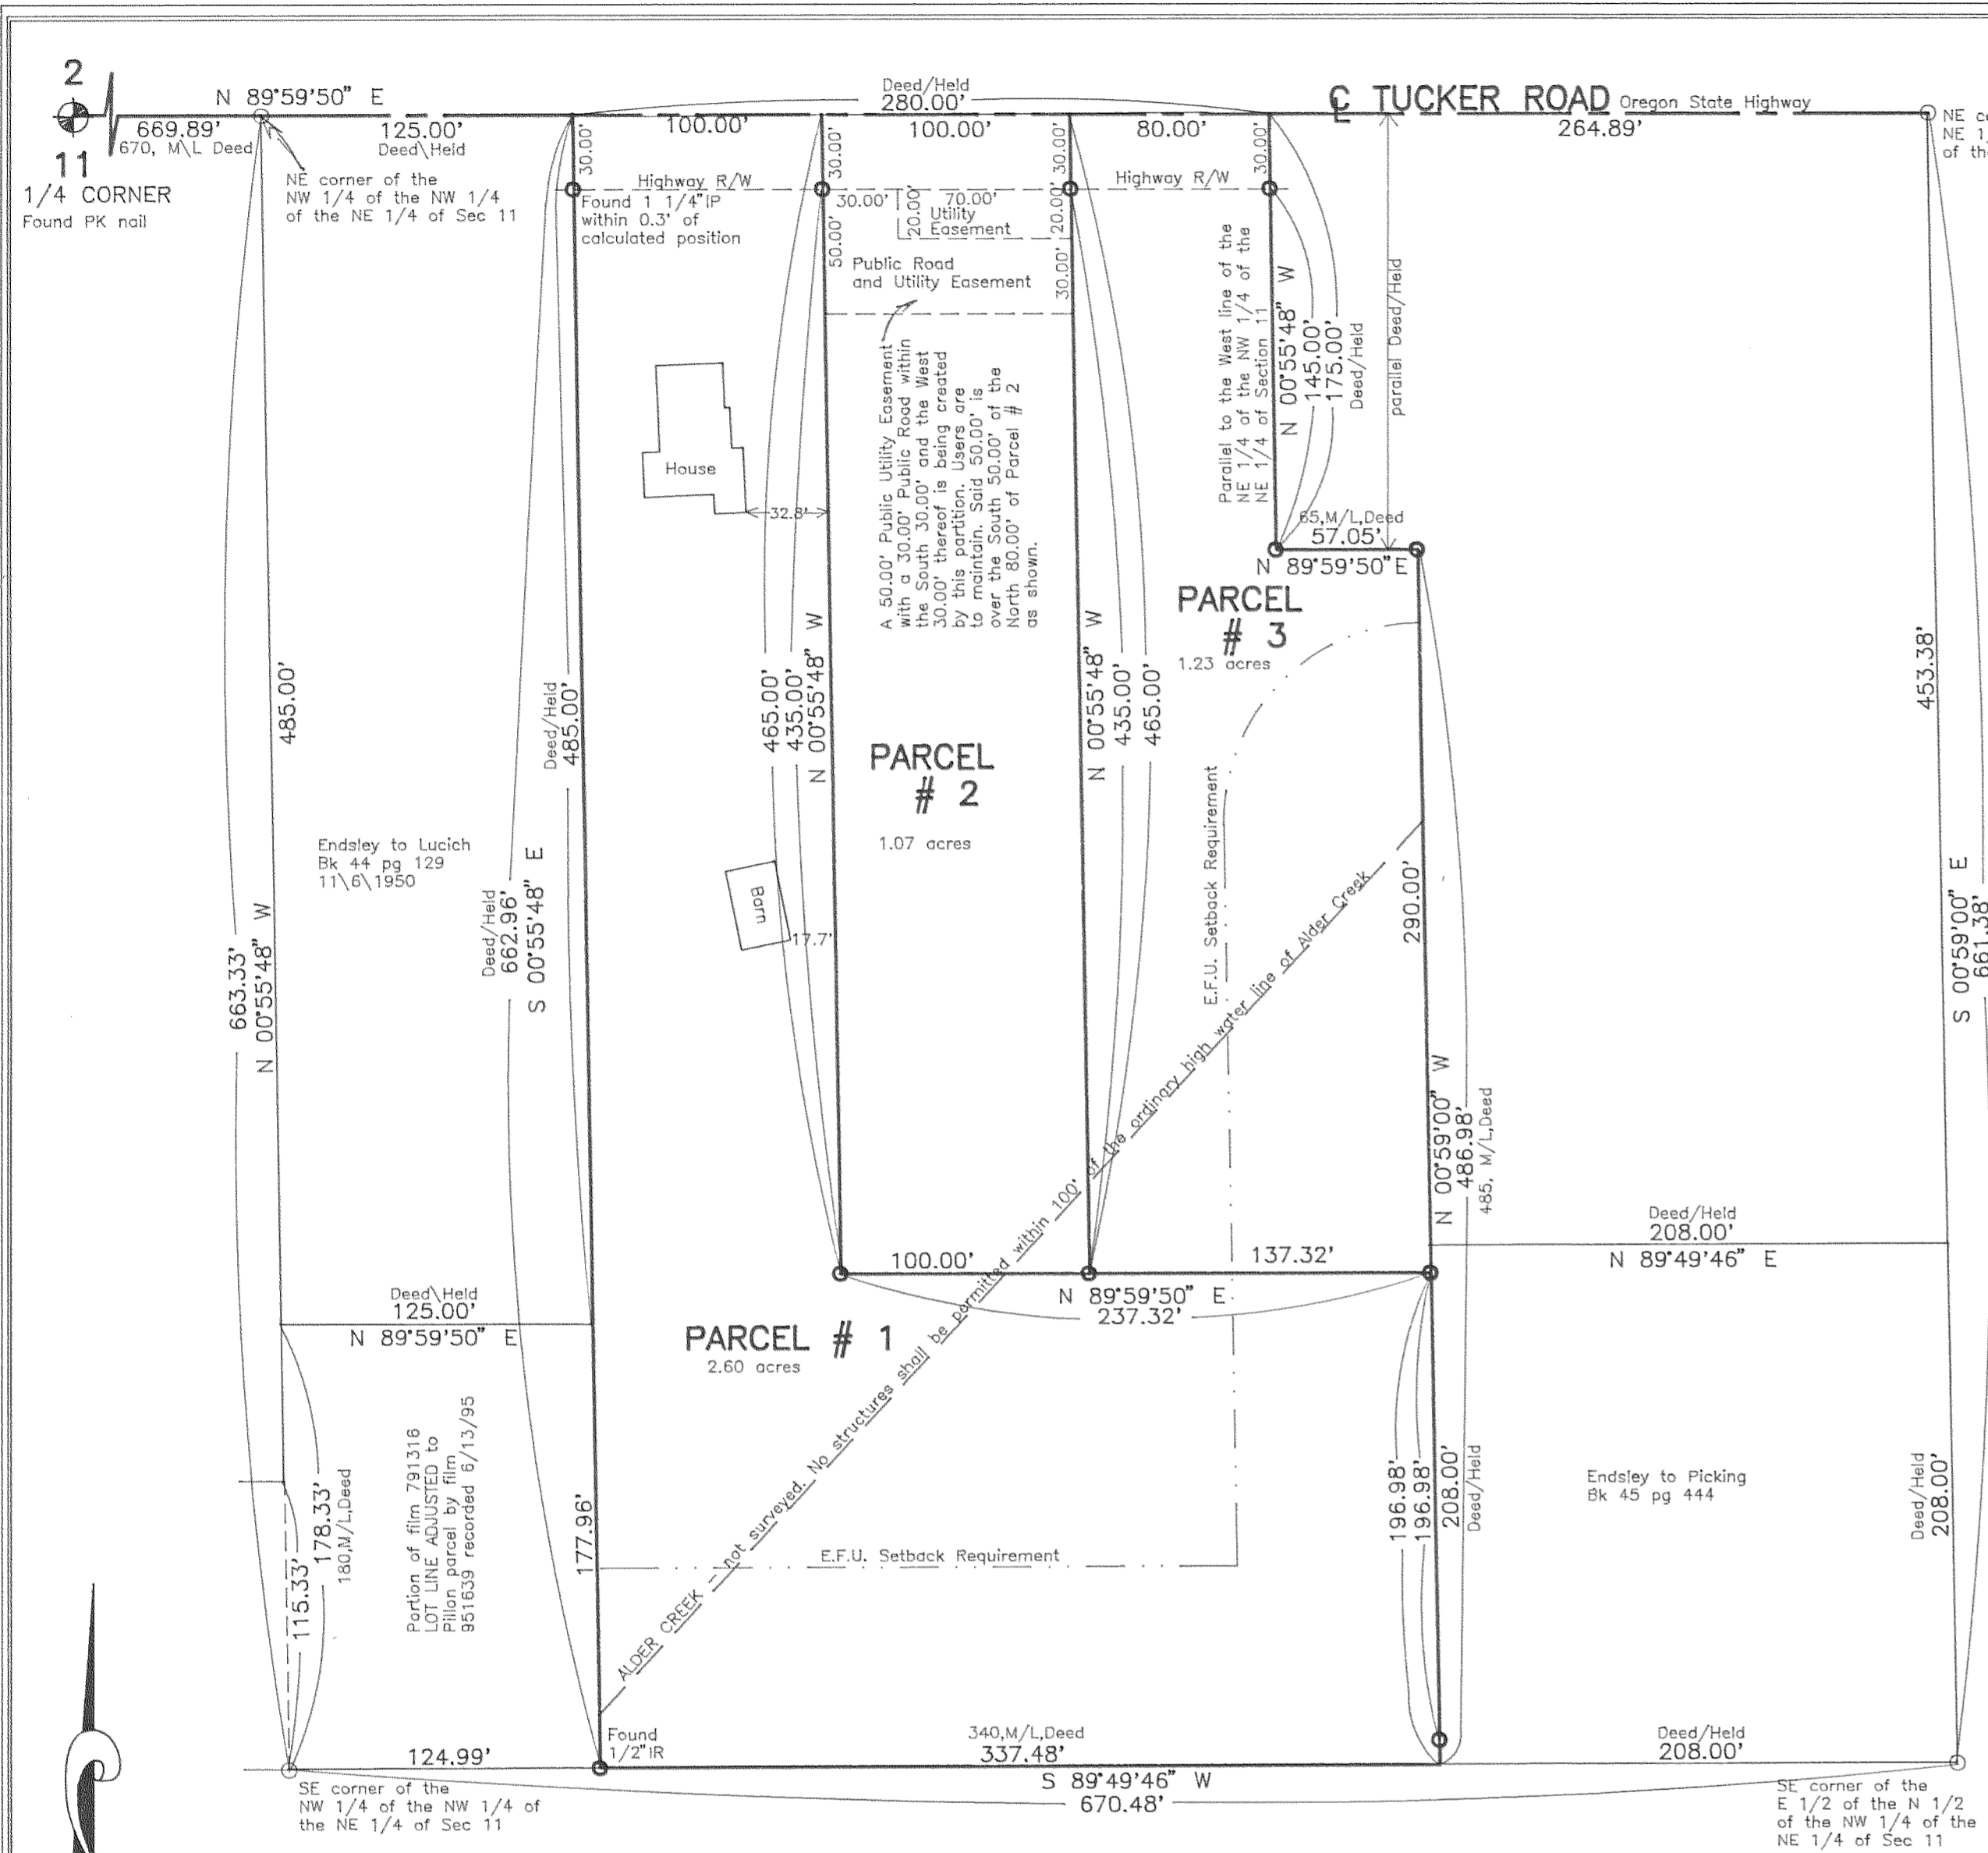 2
11
1/4 CORNER
Found PK nail
N 89°59'50" E
669.89'
670, M\L Deed
125.00'
Deed\Held
NE corner of the
NW 1/4 of the NW 1/4
of the NE 1/4 of Sec 11
Deed/Held
280.00'
100.00'
100.00'
80.00'
℄ TUCKER ROAD Oregon State Highway
264.89'
30.00'
30.00'
30.00'
30.00'
Highway R/W
Highway R/W
Found 1 1/4"IP
within 0.3' of
calculated position
30.00'
70.00'
20.00'
20.00'
Utility
Easement
50.00'
30.00'
Public Road
and Utility Easement
A 50.00' Public Utility Easement
with a 30.00' Public Road within
the South 30.00' and the West
30.00' thereof is being created
by this partition. Users are
to maintain. Said 50.00' is
over the South 50.00' of the
North 80.00' of Parcel # 2
as shown.
Parallel to the West line of the
NE 1/4 of the NW 1/4 of the
NE 1/4 of Section 11
N 00°55'48" W
145.00'
175.00'
Deed/Held
parallel Deed/Held
65,M/L,Deed
57.05'
N 89°59'50"E
House
32.8'
Barn
17.7'
PARCEL
# 3
1.23 acres
PARCEL
# 2
1.07 acres
PARCEL # 1
2.60 acres
485.00'
663.33'
N 00°55'48" W
Endsley to Lucich
Bk 44 pg 129
11\6\1950
Deed/Held
485.00'
Deed/Held
662.96'
S 00°55'48" E
465.00'
435.00'
N 00°55'48" W
N 00°55'48" W
435.00'
465.00'
E.F.U. Setback Requirement
290.00'
N 00°59'00" W
486.98'
485, M/L,Deed
453.38'
S 00°59'00" E
661.38'
Deed/Held
208.00'
N 89°49'46" E
100.00'
137.32'
N 89°59'50" E
237.32'
Deed\Held
125.00'
N 89°59'50" E
ALDER CREEK - not surveyed. No structures shall be permitted within 100' of the ordinary high water line of Alder Creek
Portion of film 791316
LOT LINE ADJUSTED to
Pillon parcel by film
951639 recorded 6/13/95
178.33'
180,M/L,Deed
115.33'
177.96'
E.F.U. Setback Requirement
196.98'
196.98'
208.00'
Deed/Held
Endsley to Picking
Bk 45 pg 444
Deed/Held
208.00'
Found
1/2"IR
124.99'
340,M/L,Deed
337.48'
S 89°49'46" W
670.48'
Deed/Held
208.00'
SE corner of the
NW 1/4 of the NW 1/4 of
the NE 1/4 of Sec 11
SE corner of the
E 1/2 of the N 1/2
of the NW 1/4 of the
NE 1/4 of Sec 11
NE
NE
of